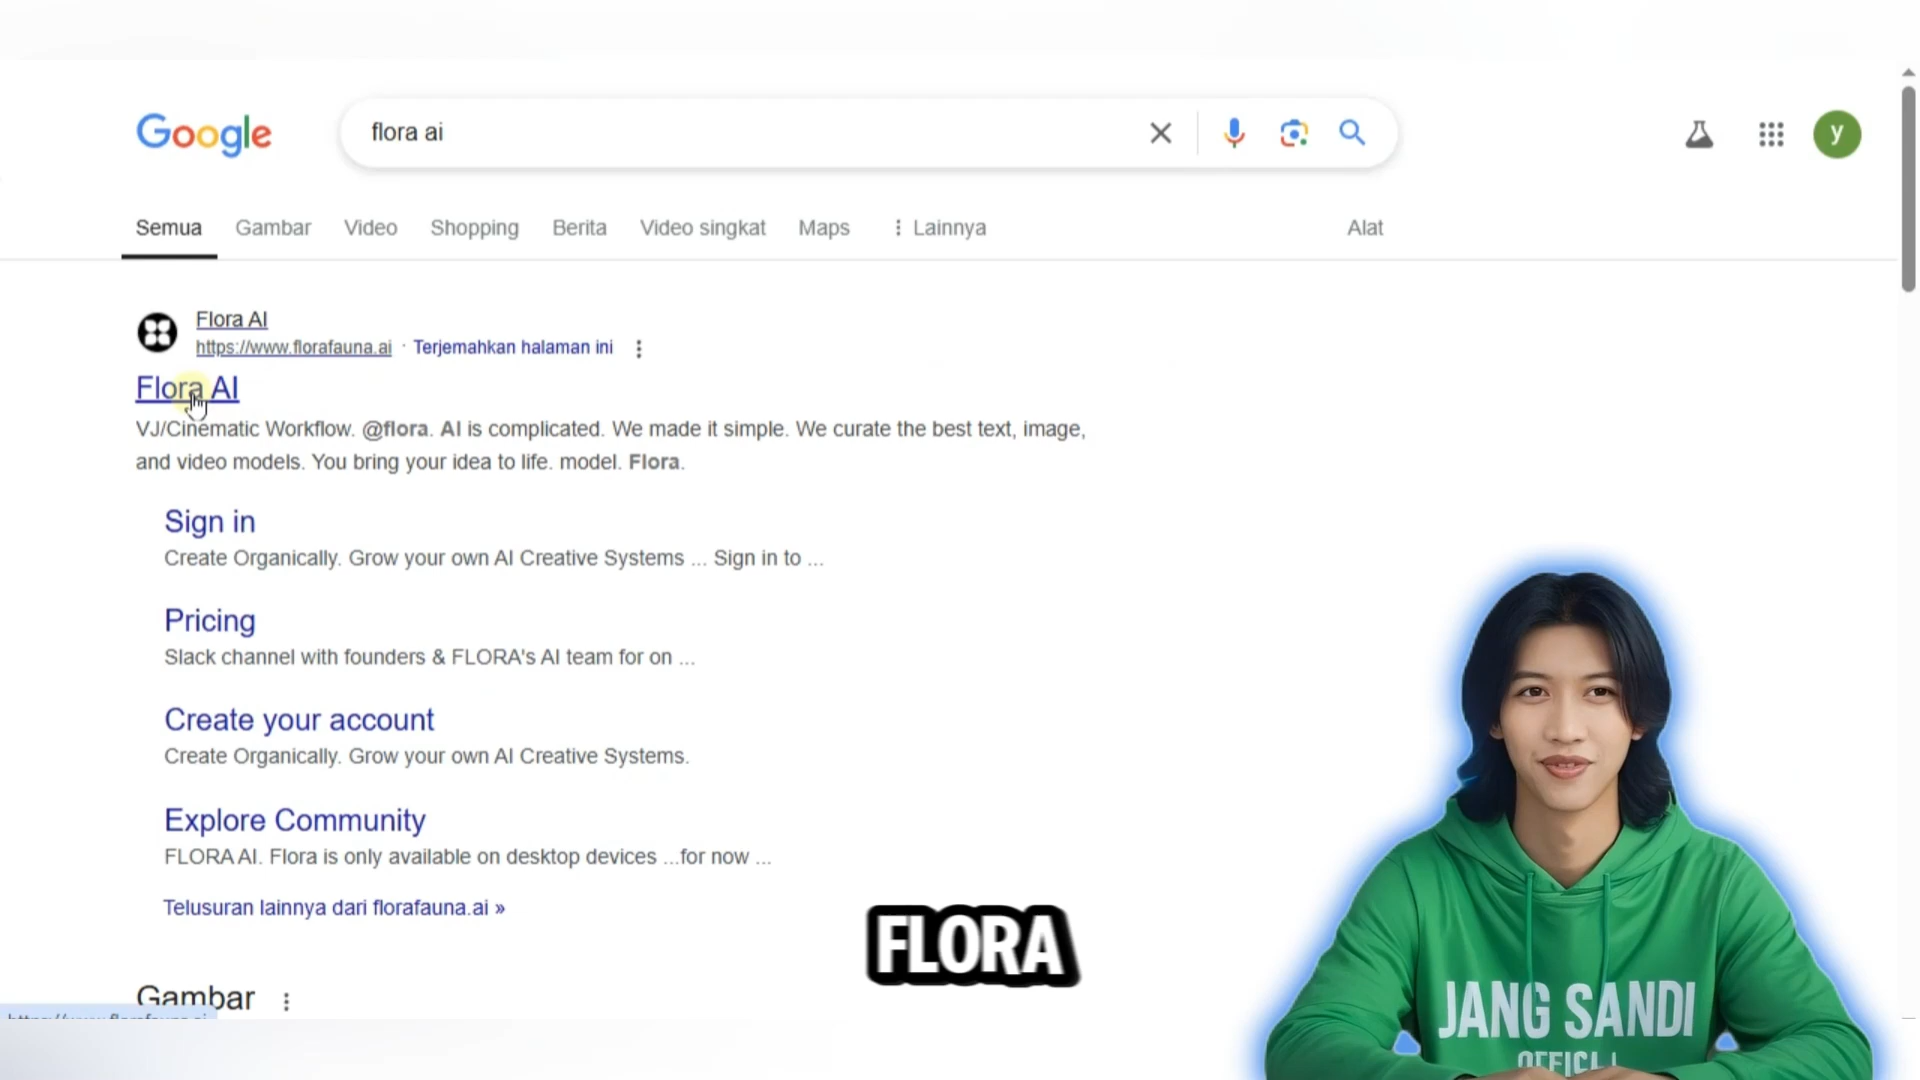 Google
flora ai
y
Semua Gambar Video Shopping Berita Video singkat Maps Lainnya Alat
Flora AI
https://www.florafauna.ai · Terjemahkan halaman ini
Flora AI
VJ/Cinematic Workflow. @flora. AI is complicated. We made it simple. We curate the best text, image,
and video models. You bring your idea to life. model. Flora.
Sign in
Create Organically. Grow your own AI Creative Systems ... Sign in to ...
Pricing
Slack channel with founders & FLORA's AI team for on ...
Create your account
Create Organically. Grow your own AI Creative Systems.
Explore Community
FLORA AI. Flora is only available on desktop devices ...for now ...
Telusuran lainnya dari florafauna.ai »
FLORA
Gambar
JANG SANDI